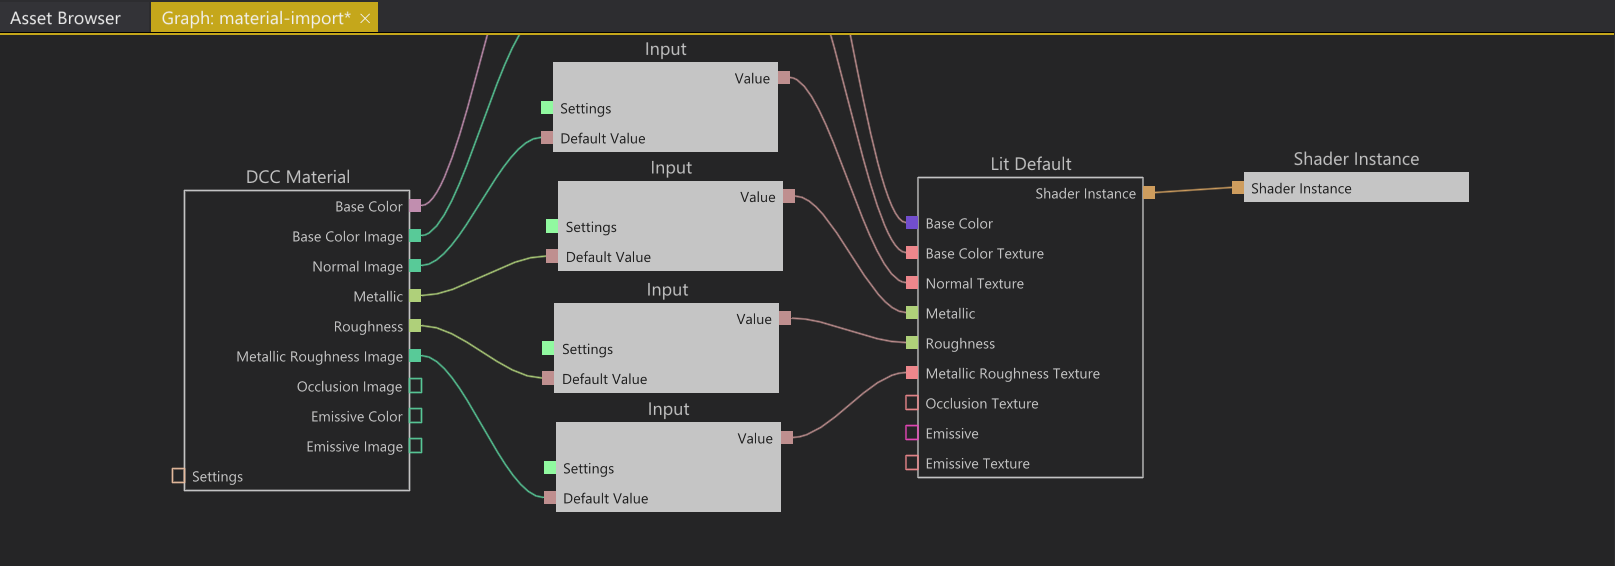 Asset Browser
Graph: material-import* ×
DCC Material
Base Color
Base Color Image
Normal Image
Metallic
Roughness
Metallic Roughness Image
Occlusion Image
Emissive Color
Emissive Image
Settings
Input
Value
Settings
Default Value
Input
Value
Settings
Default Value
Input
Value
Settings
Default Value
Input
Value
Settings
Default Value
Lit Default
Shader Instance
Base Color
Base Color Texture
Normal Texture
Metallic
Roughness
Metallic Roughness Texture
Occlusion Texture
Emissive
Emissive Texture
Shader Instance
Shader Instance